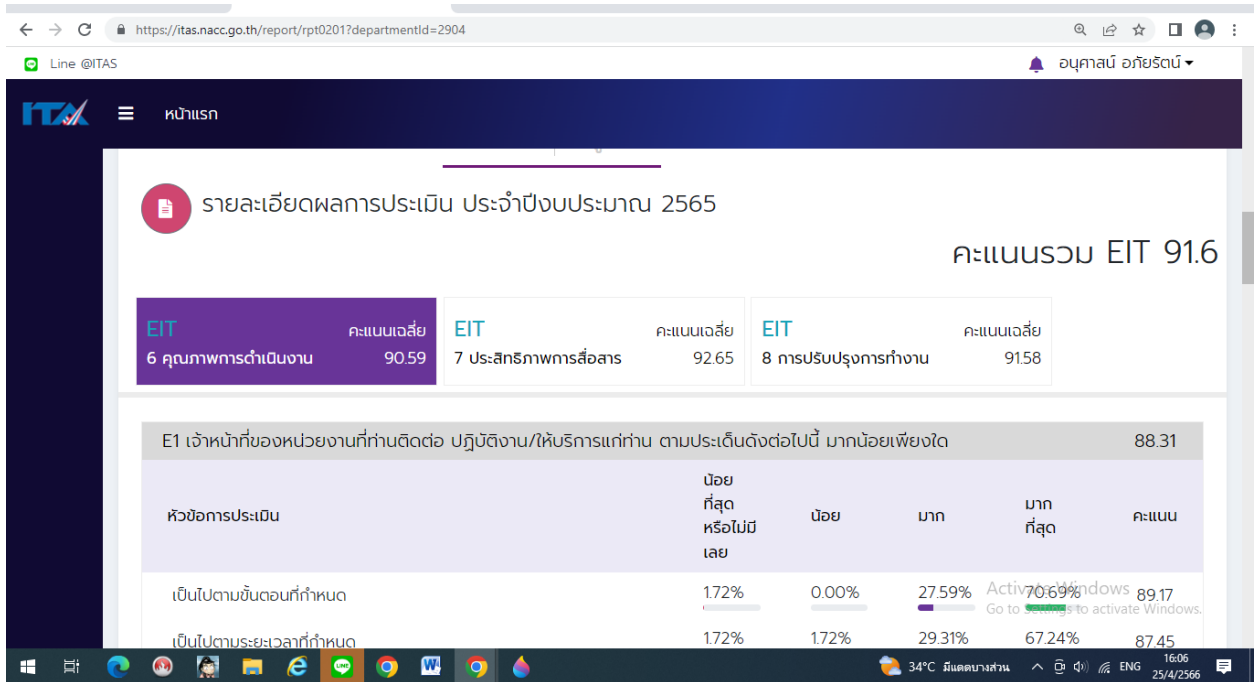 https://itas.nacc.go.th/report/rpt0201?departmentId=2904
Line @ITAS
อนุศาสน์ อภัยรัตน์
ITA
หน้าแรก
รายละเอียดผลการประเมิน ประจำปีงบประมาณ 2565
คะแนนรวม EIT 91.6
EIT คะแนนเฉลี่ย
6 คุณภาพการดำเนินงาน 90.59
EIT คะแนนเฉลี่ย
7 ประสิทธิภาพการสื่อสาร 92.65
EIT คะแนนเฉลี่ย
8 การปรับปรุงการทำงาน 91.58
E1 เจ้าหน้าที่ของหน่วยงานที่ท่านติดต่อ ปฏิบัติงาน/ให้บริการแก่ท่าน ตามประเด็นดังต่อไปนี้ มากน้อยเพียงใด 88.31
หัวข้อการประเมิน
น้อย
ที่สุด
หรือไม่มี
เลย
น้อย
มาก
มาก
ที่สุด
คะแนน
เป็นไปตามขั้นตอนที่กำหนด 1.72% 0.00% 27.59% 70.69% 89.17
Activate Windows
Go to Settings to activate Windows.
เป็นไปตามระยะเวลาที่กำหนด 1.72% 1.72% 29.31% 67.24% 87.45
34°C มีแดดบางส่วน ENG 16:06
25/4/2566